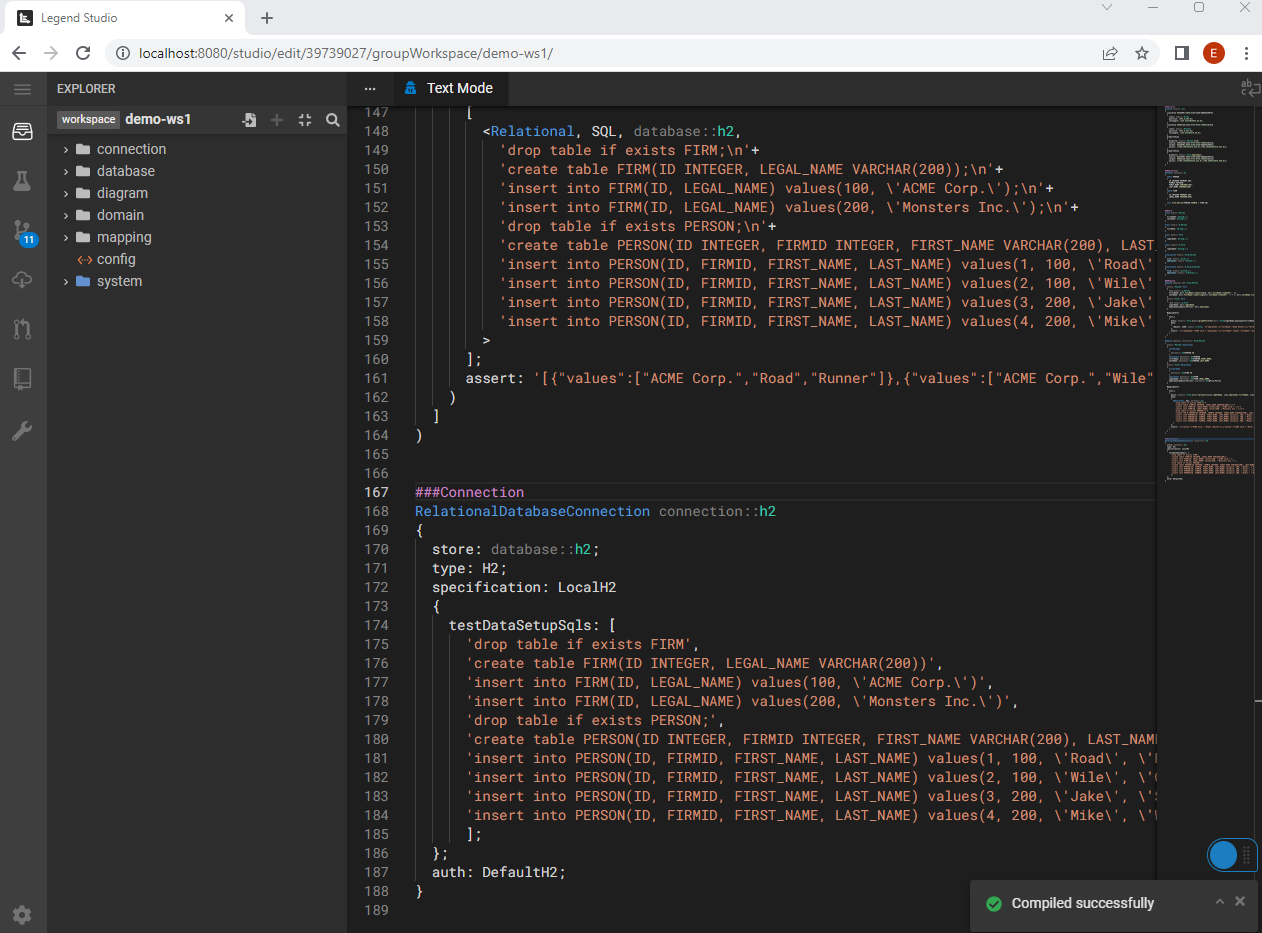 Legend Studio
localhost:8080/studio/edit/39739027/groupWorkspace/demo-ws1/
E
EXPLORER
Text Mode
workspace demo-ws1
connection
database
diagram
domain
mapping
config
system
11
147 [
148 <Relational, SQL, database::h2,
149 'drop table if exists FIRM;\n'+
150 'create table FIRM(ID INTEGER, LEGAL_NAME VARCHAR(200));\n'+
151 'insert into FIRM(ID, LEGAL_NAME) values(100, \'ACME Corp.\');\n'+
152 'insert into FIRM(ID, LEGAL_NAME) values(200, \'Monsters Inc.\');\n'+
153 'drop table if exists PERSON;\n'+
154 'create table PERSON(ID INTEGER, FIRMID INTEGER, FIRST_NAME VARCHAR(200), LAST_
155 'insert into PERSON(ID, FIRMID, FIRST_NAME, LAST_NAME) values(1, 100, \'Road\'
156 'insert into PERSON(ID, FIRMID, FIRST_NAME, LAST_NAME) values(2, 100, \'Wile\'
157 'insert into PERSON(ID, FIRMID, FIRST_NAME, LAST_NAME) values(3, 200, \'Jake\'
158 'insert into PERSON(ID, FIRMID, FIRST_NAME, LAST_NAME) values(4, 200, \'Mike\'
159 >
160 ];
161 assert: '[{"values":["ACME Corp.","Road","Runner"]},{"values":["ACME Corp.","Wile"
162 )
163 ]
164 )
165
166
167 ###Connection
168 RelationalDatabaseConnection connection::h2
169 {
170 store: database::h2;
171 type: H2;
172 specification: LocalH2
173 {
174 testDataSetupSqls: [
175 'drop table if exists FIRM',
176 'create table FIRM(ID INTEGER, LEGAL_NAME VARCHAR(200))',
177 'insert into FIRM(ID, LEGAL_NAME) values(100, \'ACME Corp.\')',
178 'insert into FIRM(ID, LEGAL_NAME) values(200, \'Monsters Inc.\')',
179 'drop table if exists PERSON;',
180 'create table PERSON(ID INTEGER, FIRMID INTEGER, FIRST_NAME VARCHAR(200), LAST_NAM
181 'insert into PERSON(ID, FIRMID, FIRST_NAME, LAST_NAME) values(1, 100, \'Road\', \'
182 'insert into PERSON(ID, FIRMID, FIRST_NAME, LAST_NAME) values(2, 100, \'Wile\', \'
183 'insert into PERSON(ID, FIRMID, FIRST_NAME, LAST_NAME) values(3, 200, \'Jake\', \'
184 'insert into PERSON(ID, FIRMID, FIRST_NAME, LAST_NAME) values(4, 200, \'Mike\', \'
185 ];
186 };
187 auth: DefaultH2;
188 }
189
Compiled successfully